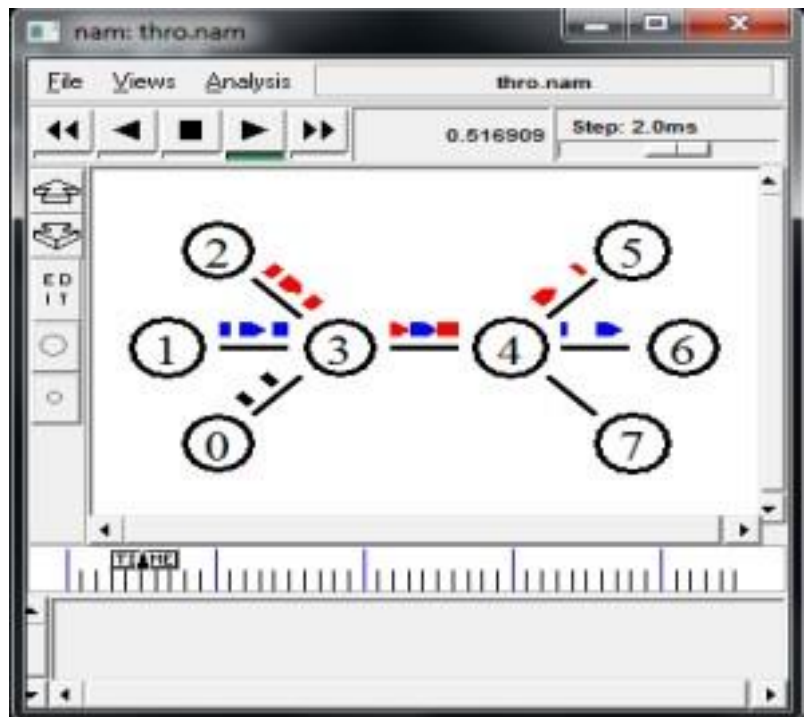 nam: thro.nam
File Views Analysis thro.nam
0.516909 Step: 2.0ms
E D
I T
2 5
1 3 4 6
0 7
TIME